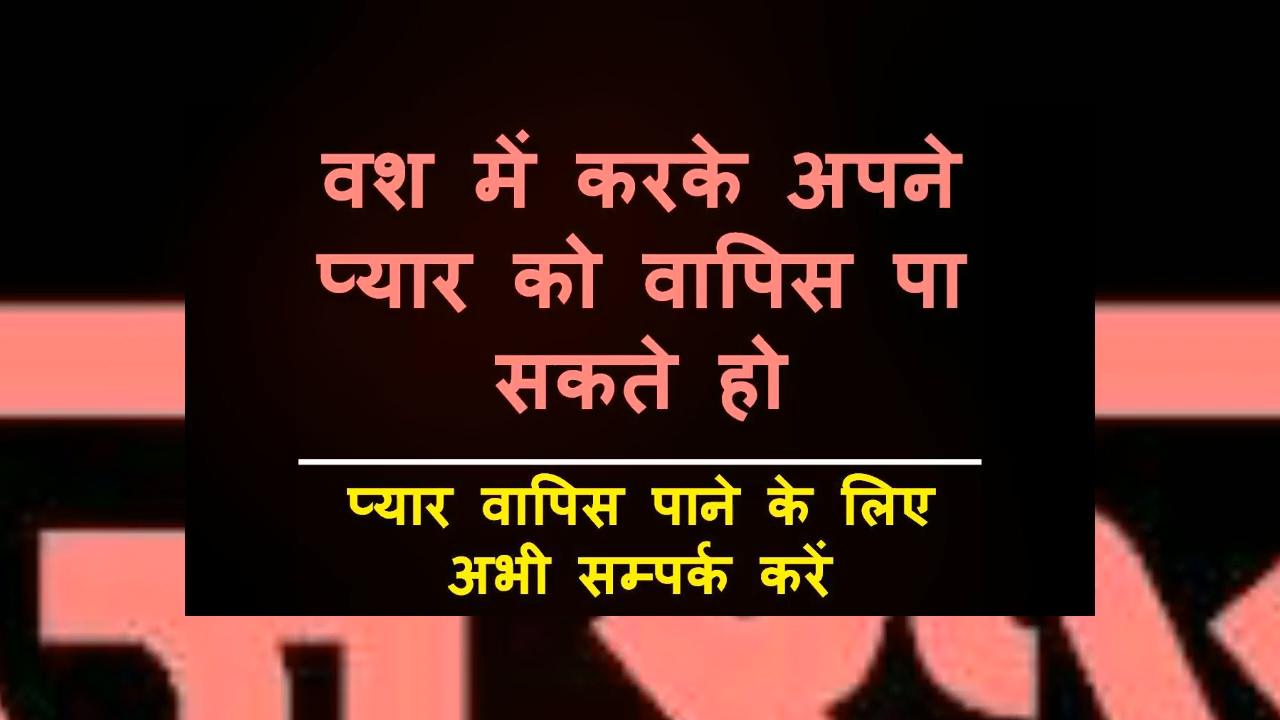 वश में करके अपने
प्यार को वापिस पा
सकते हो
प्यार वापिस पाने के लिए
अभी सम्पर्क करें